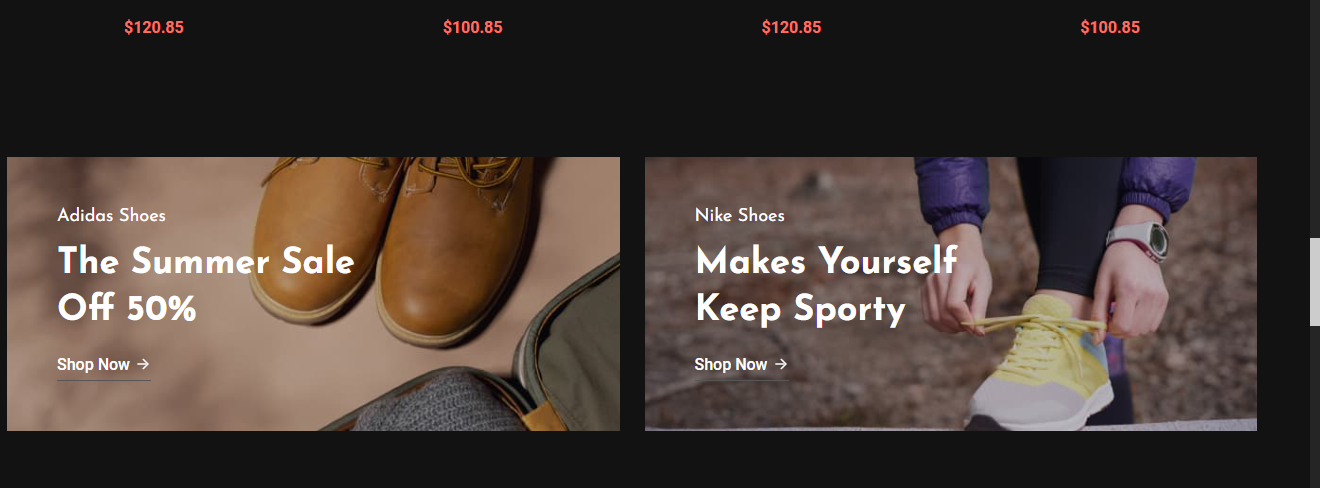 $120.85 $100.85 $120.85 $100.85
Adidas Shoes
The Summer Sale
Off 50%
Shop Now →
Nike Shoes
Makes Yourself
Keep Sporty
Shop Now →